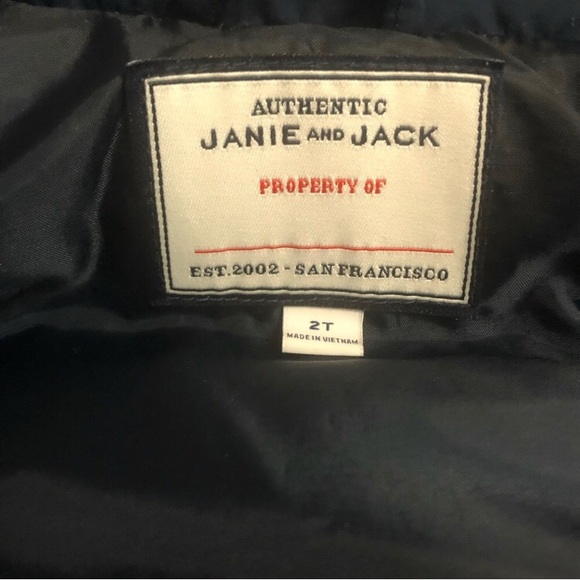 AUTHENTIC
JANIE AND JACK
PROPERTY OF
EST.2002 - SAN FRANCISCO
2T
MADE IN VIETNAM